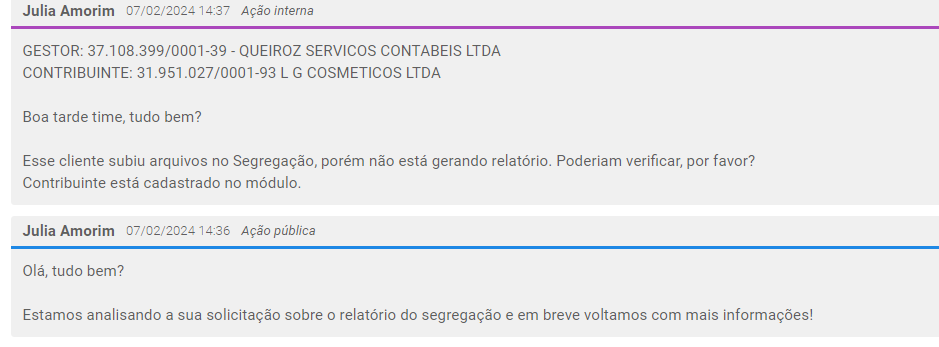 Julia Amorim 07/02/2024 14:37 Ação interna
GESTOR: 37.108.399/0001-39 - QUEIROZ SERVICOS CONTABEIS LTDA
CONTRIBUINTE: 31.951.027/0001-93 L G COSMETICOS LTDA
Boa tarde time, tudo bem?
Esse cliente subiu arquivos no Segregação, porém não está gerando relatório. Poderiam verificar, por favor?
Contribuinte está cadastrado no módulo.
Julia Amorim 07/02/2024 14:36 Ação pública
Olá, tudo bem?
Estamos analisando a sua solicitação sobre o relatório do segregação e em breve voltamos com mais informações!